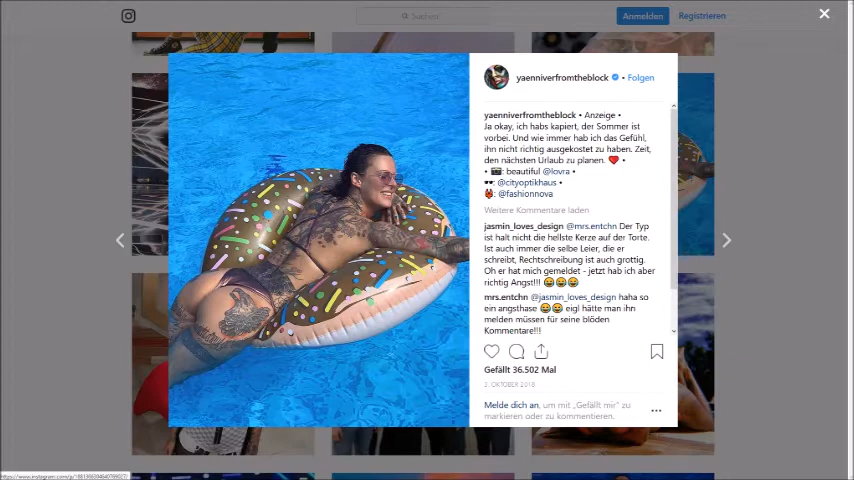 Suchen
Anmelden
Registrieren
yaenniverfromtheblock • Folgen
yaenniverfromtheblock • Anzeige •
Ja okay, ich habs kapiert, der Sommer ist
vorbei. Und wie immer hab ich das Gefühl,
ihn nicht richtig ausgekostet zu haben. Zeit,
den nächsten Urlaub zu planen. ❤️ •
• 📷: beautiful @lovra •
🕶️: @cityoptikhaus •
👙: @fashionnova
Weitere Kommentare laden
jasmin_loves_design @mrs.entchn Der Typ
ist halt nicht die hellste Kerze auf der Torte.
Ist auch immer die selbe Leier, die er
schreibt, Rechtschreibung ist auch grottig.
Oh er hat mich gemeldet - jetzt hab ich aber
richtig Angst!!! 😂😂😂
mrs.entchn @jasmin_loves_design haha so
ein angsthase 😂😂 eigl hätte man ihn
melden müssen für seine blöden
Kommentare!!!
Gefällt 36.502 Mal
3. OKTOBER 2018
Melde dich an, um mit „Gefällt mir“ zu
markieren oder zu kommentieren.